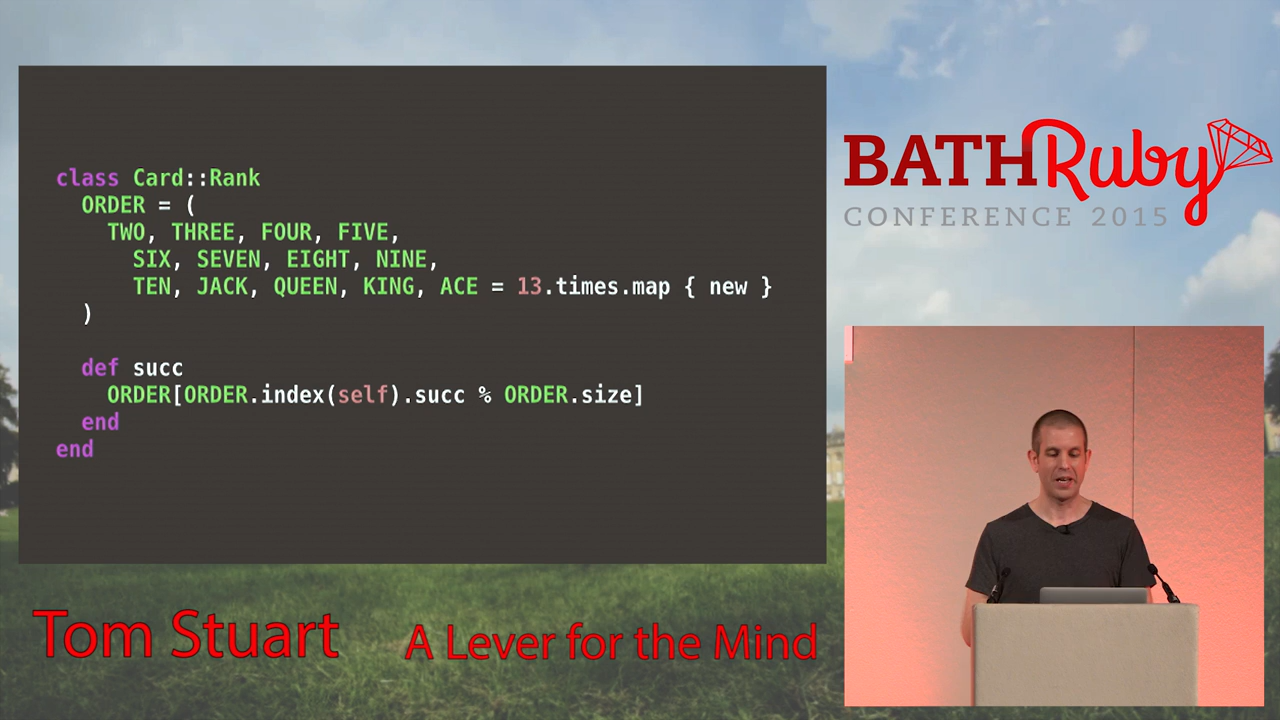 class Card::Rank
  ORDER = (
    TWO, THREE, FOUR, FIVE,
      SIX, SEVEN, EIGHT, NINE,
      TEN, JACK, QUEEN, KING, ACE = 13.times.map { new }
  )

  def succ
    ORDER[ORDER.index(self).succ % ORDER.size]
  end
end
BATHRuby
CONFERENCE 2015
Tom Stuart
A Lever for the Mind